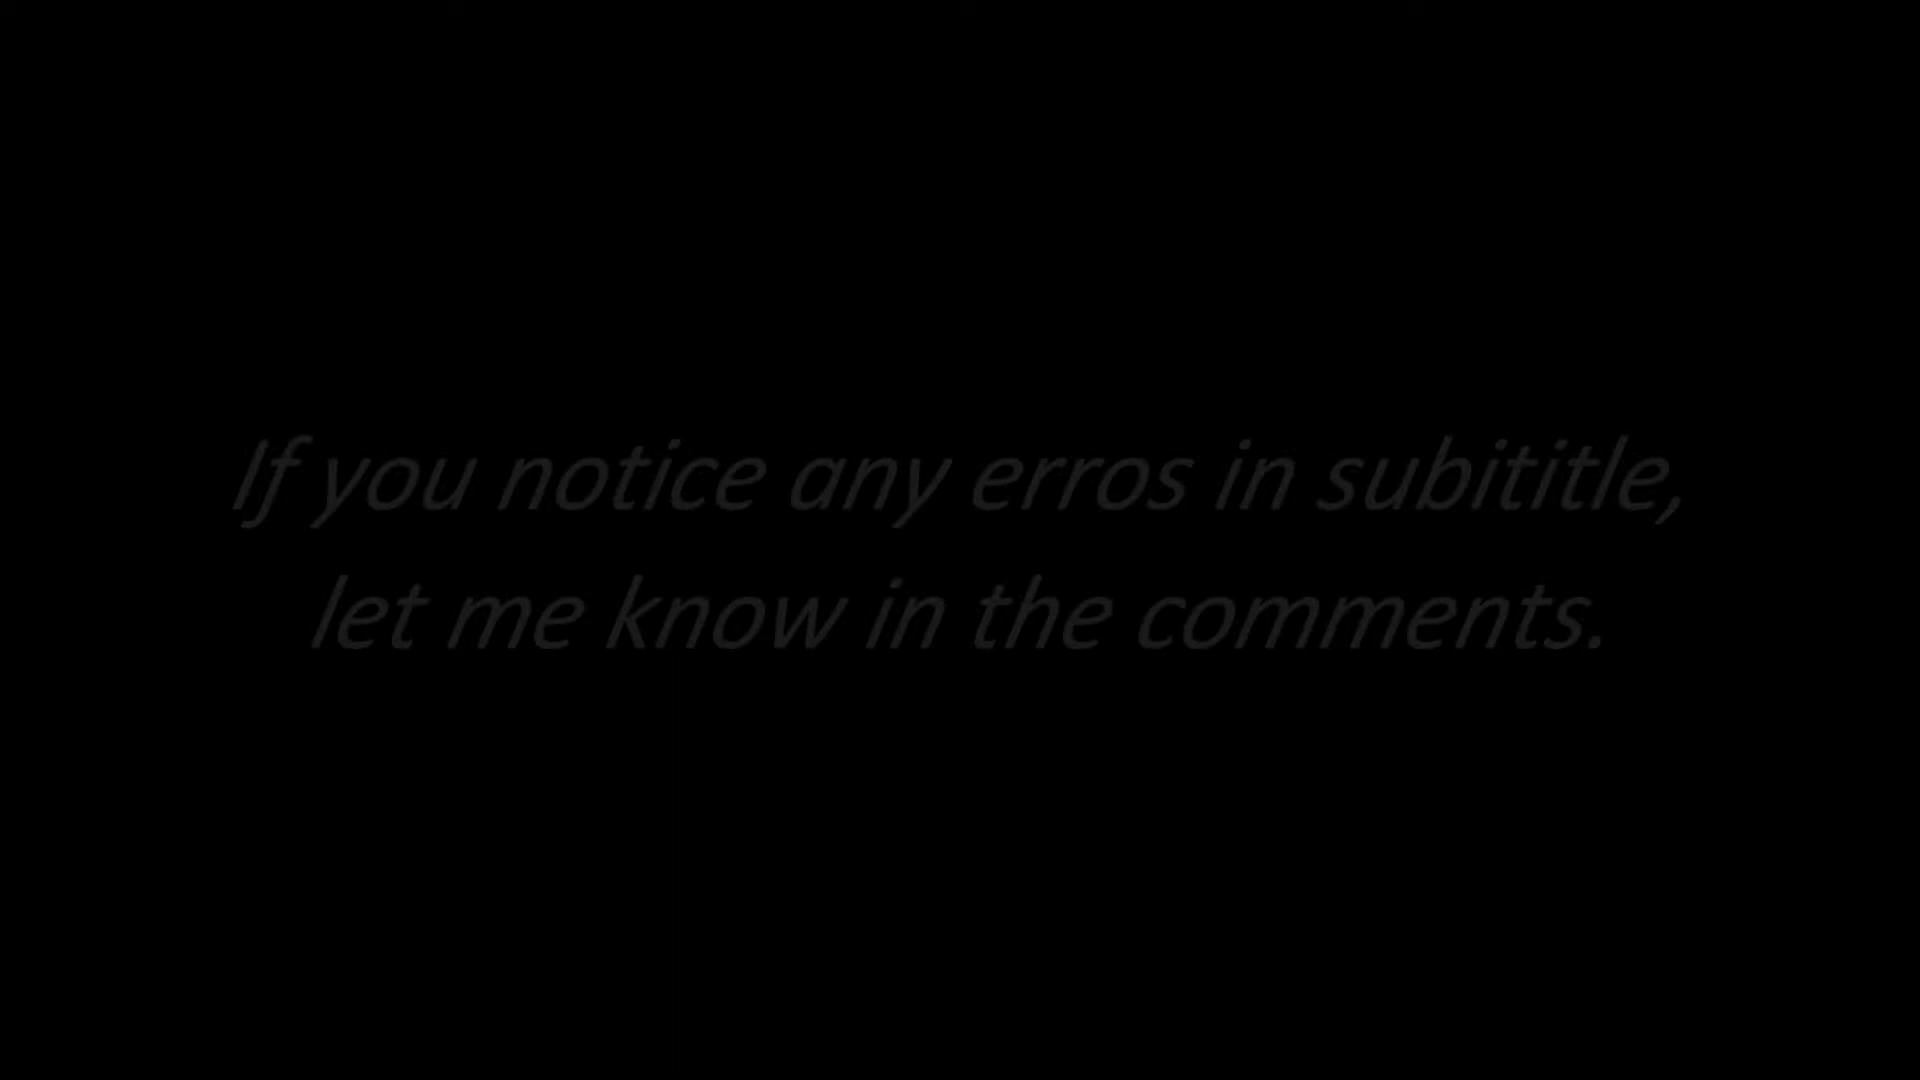 If you notice any erros in subititle,
let me know in the comments.